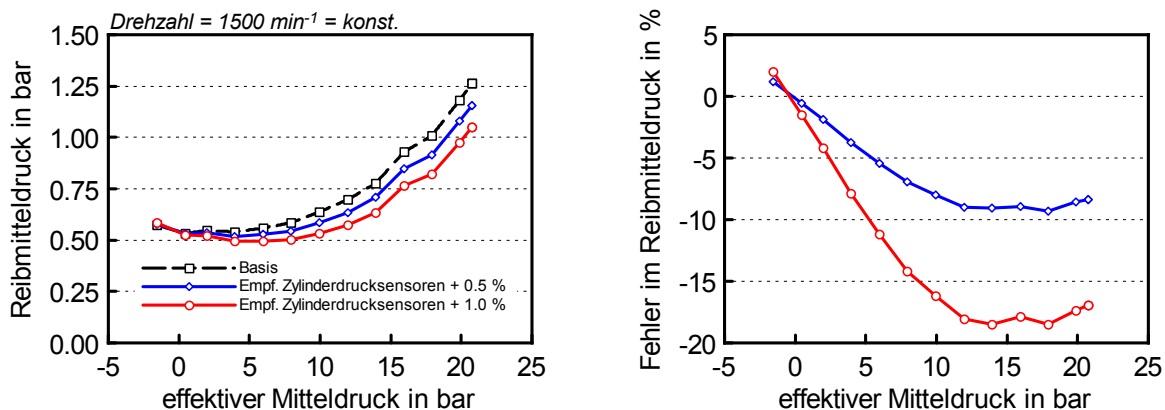 Drehzahl = 1500 min-1 = konst.
Reibmitteldruck in bar
1.50
1.25
1.00
0.75
0.50
0.25
0.00
Basis
Empf. Zylinderdrucksensoren + 0.5 %
Empf. Zylinderdrucksensoren + 1.0 %
-5 0 5 10 15 20 25
effektiver Mitteldruck in bar
Fehler im Reibmitteldruck in %
5
0
-5
-10
-15
-20
-5 0 5 10 15 20 25
effektiver Mitteldruck in bar